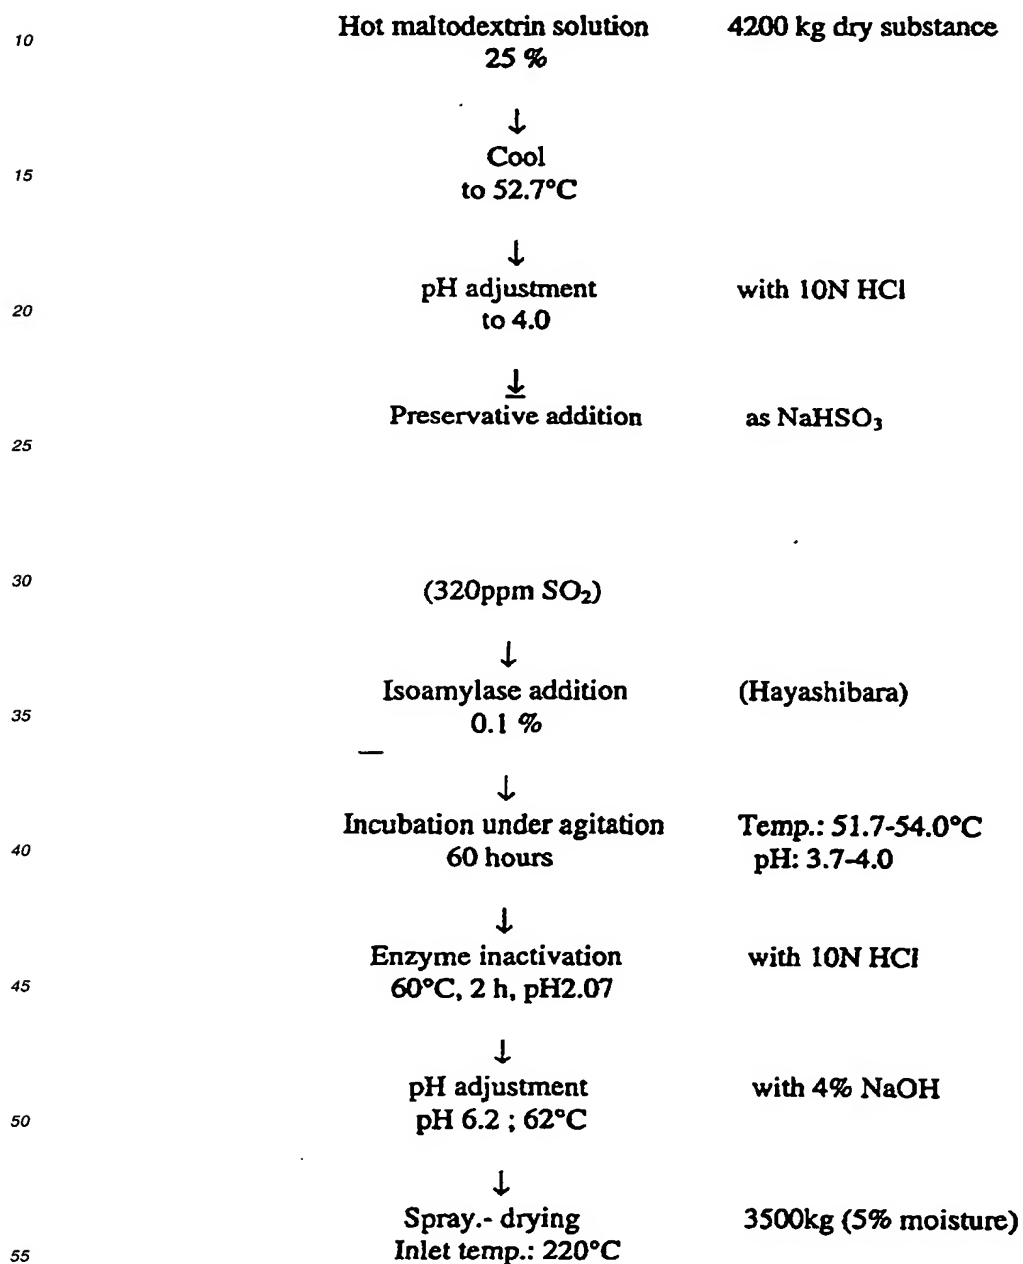 10 Hot maltodextrin solution 4200 kg dry substance
25 %
↓
Cool
15
to 52.7°C
↓
pH adjustment with 10N HCl
20
to 4.0
↓
Preservative addition as NaHSO₃
25
30 (320ppm SO₂)
↓
Isoamylase addition (Hayashibara)
35
0.1 %
↓
Incubation under agitation Temp.: 51.7-54.0°C
40 60 hours pH: 3.7-4.0
↓
Enzyme inactivation with 10N HCl
45 60°C, 2 h, pH2.07
↓
pH adjustment with 4% NaOH
50 pH 6.2 ; 62°C
↓
Spray.- drying 3500kg (5% moisture)
55 Inlet temp.: 220°C